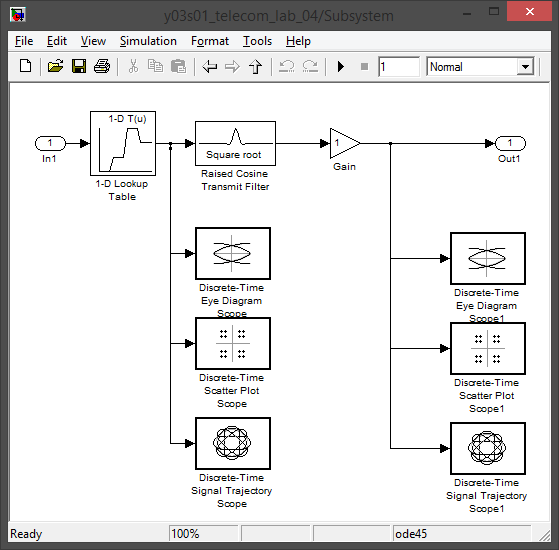 y03s01_telecom_lab_04/Subsystem
File Edit View Simulation Format Tools Help
1 Normal
1
In1
1-D T(u)
1-D Lookup
Table
Square root
Raised Cosine
Transmit Filter
1
Gain
1
Out1
Discrete-Time
Eye Diagram
Scope
Discrete-Time
Scatter Plot
Scope
Discrete-Time
Signal Trajectory
Scope
Discrete-Time
Eye Diagram
Scope1
Discrete-Time
Scatter Plot
Scope1
Discrete-Time
Signal Trajectory
Scope1
Ready 100% ode45